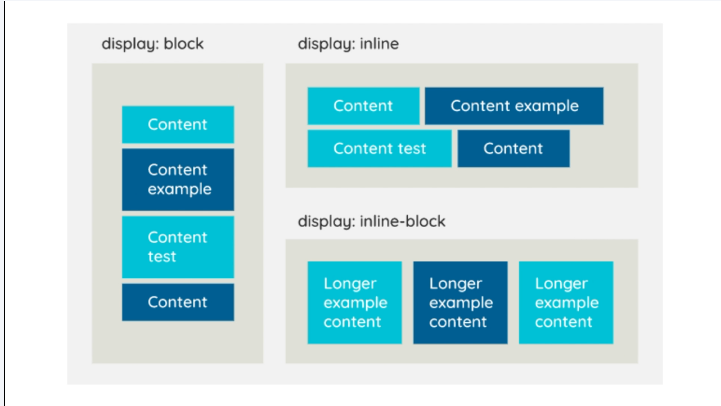 display: block
Content
Content
example
Content
test
Content
display: inline
Content
Content example
Content test
Content
display: inline-block
Longer
example
content
Longer
example
content
Longer
example
content